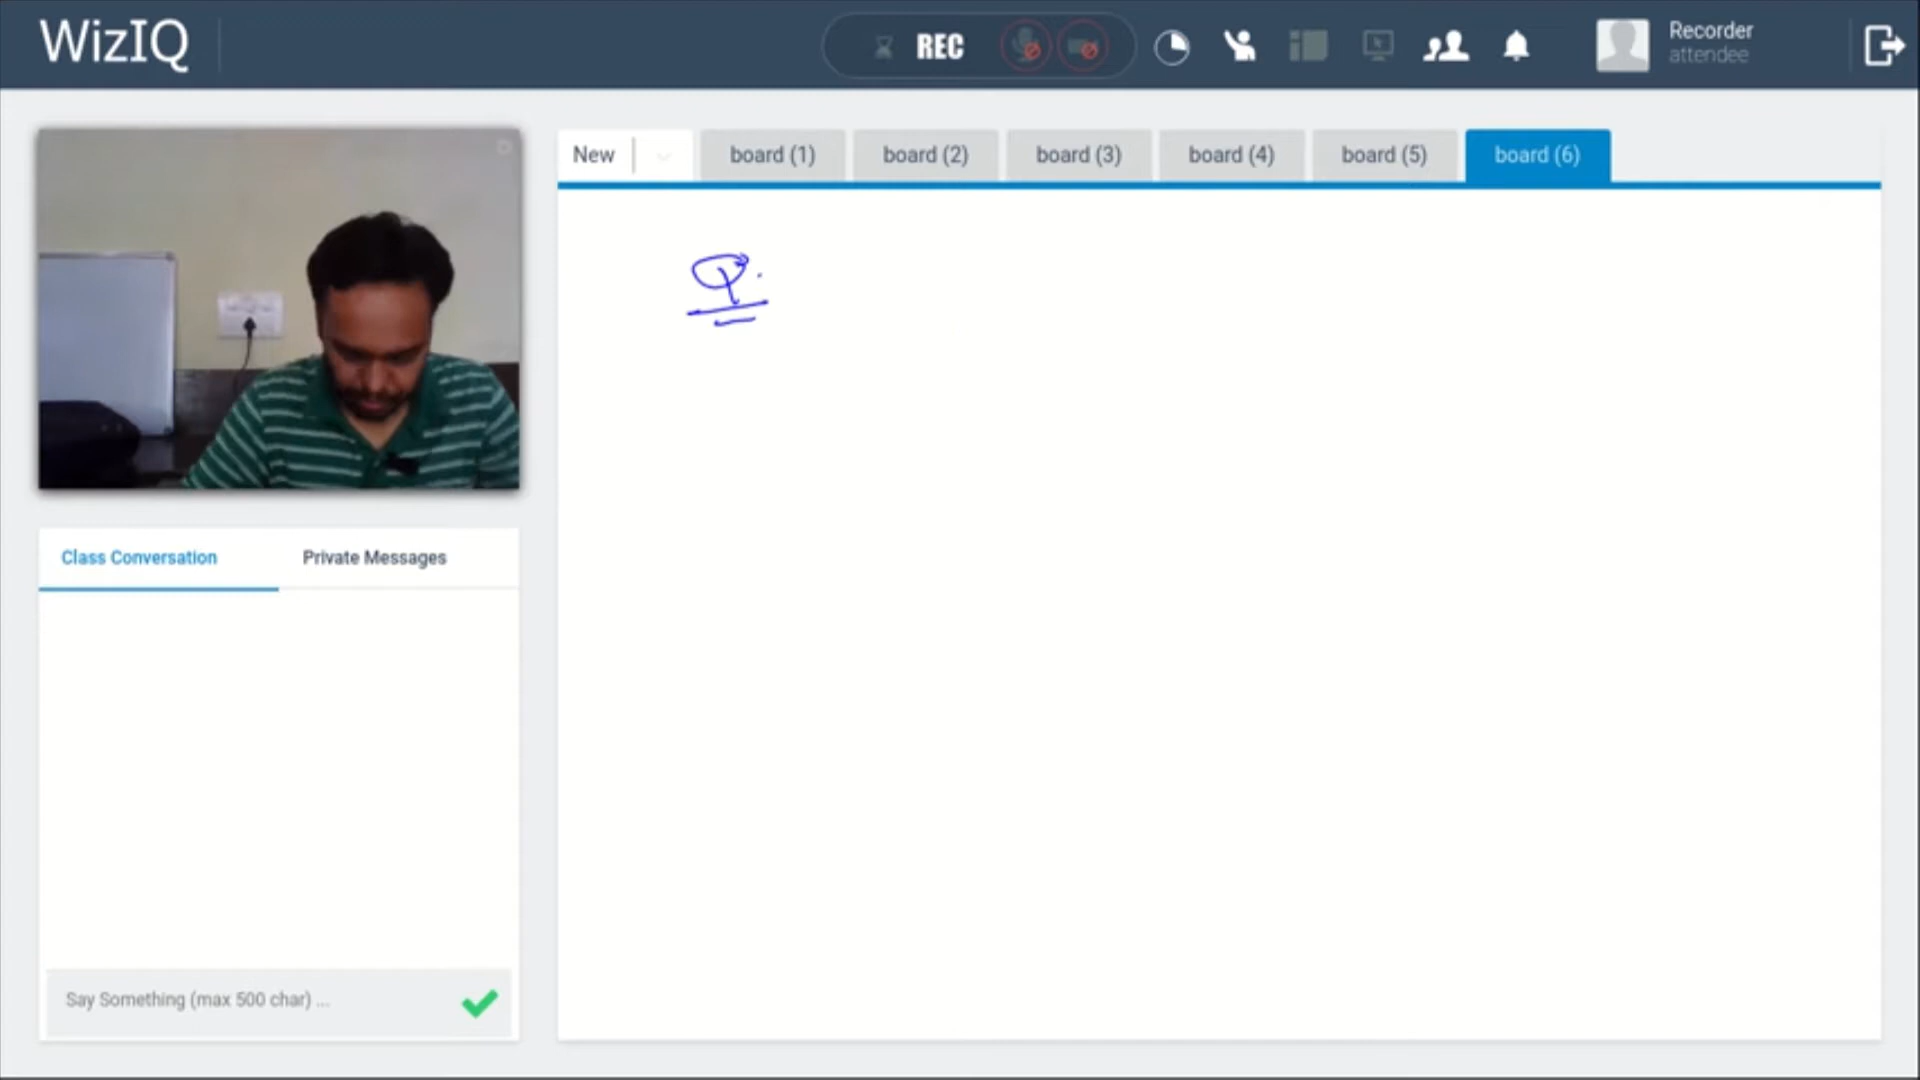 WizIQ
REC
Recorder
attendee
New
board (1)
board (2)
board (3)
board (4)
board (5)
board (6)
Q.
Class Conversation
Private Messages
Say Something (max 500 char) ...